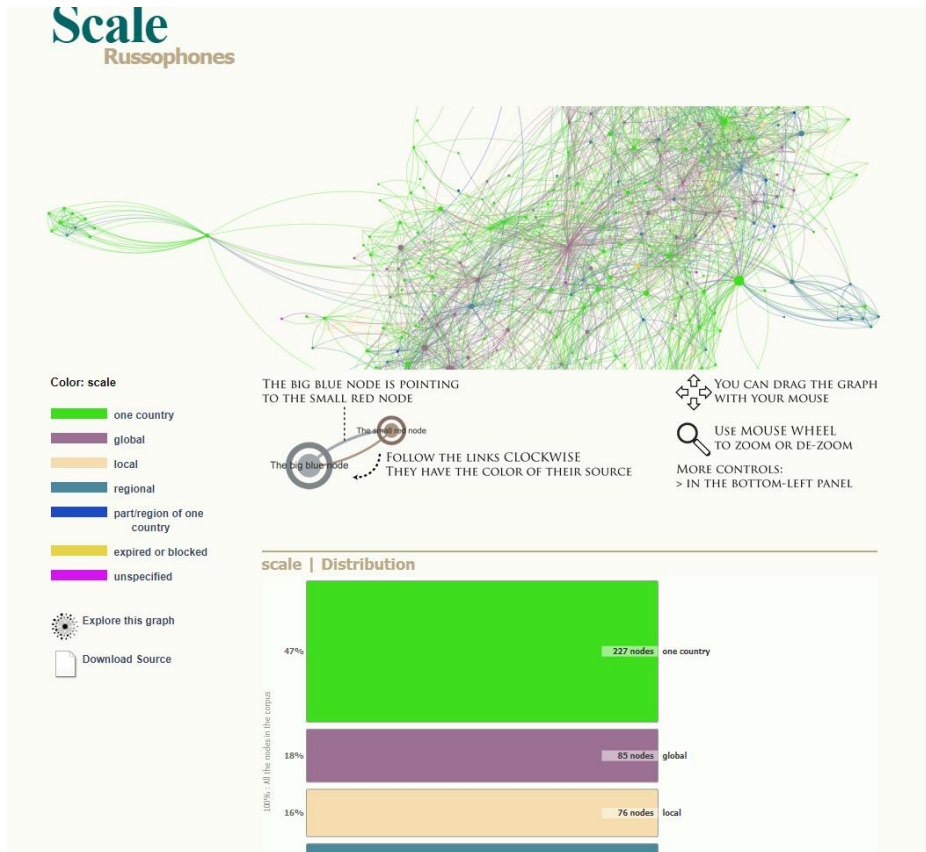 Scale
Russophones
Color: scale
one country
global
local
regional
part/region of one
country
expired or blocked
unspecified
Explore this graph
Download Source
THE BIG BLUE NODE IS POINTING
TO THE SMALL RED NODE
The small red node
The big blue node
FOLLOW THE LINKS CLOCKWISE
THEY HAVE THE COLOR OF THEIR SOURCE
YOU CAN DRAG THE GRAPH
WITH YOUR MOUSE
USE MOUSE WHEEL
TO ZOOM OR DE-ZOOM
MORE CONTROLS:
> IN THE BOTTOM-LEFT PANEL
scale | Distribution
100% : All the nodes in the corpus
47%
227 nodes one country
18%
85 nodes global
16%
76 nodes local